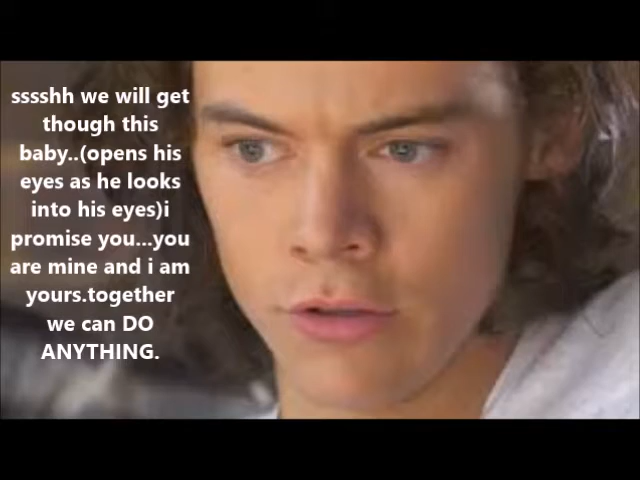 sssshh we will get
though this
baby..(opens his
eyes as he looks
into his eyes)i
promise you...you
are mine and i am
yours.together
we can DO
ANYTHING.